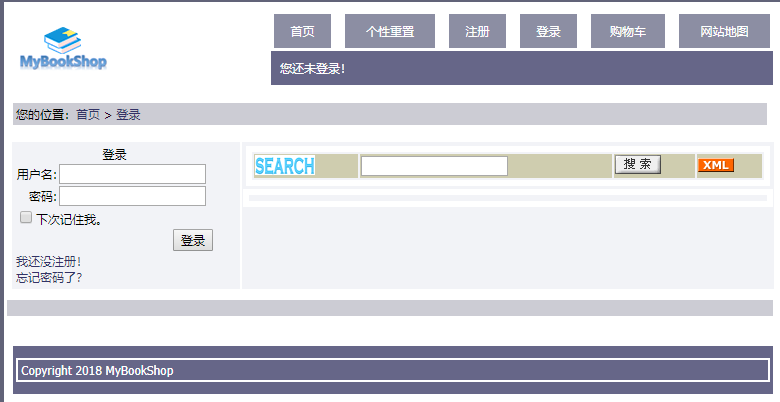 MyBookShop
首页 个性重置 注册 登录 购物车 网站地图
您还未登录!
您的位置: 首页 > 登录
登录
用户名:
密码:
下次记住我。
登录
我还没注册!
忘记密码了?
SEARCH 搜 索 XML
Copyright 2018 MyBookShop